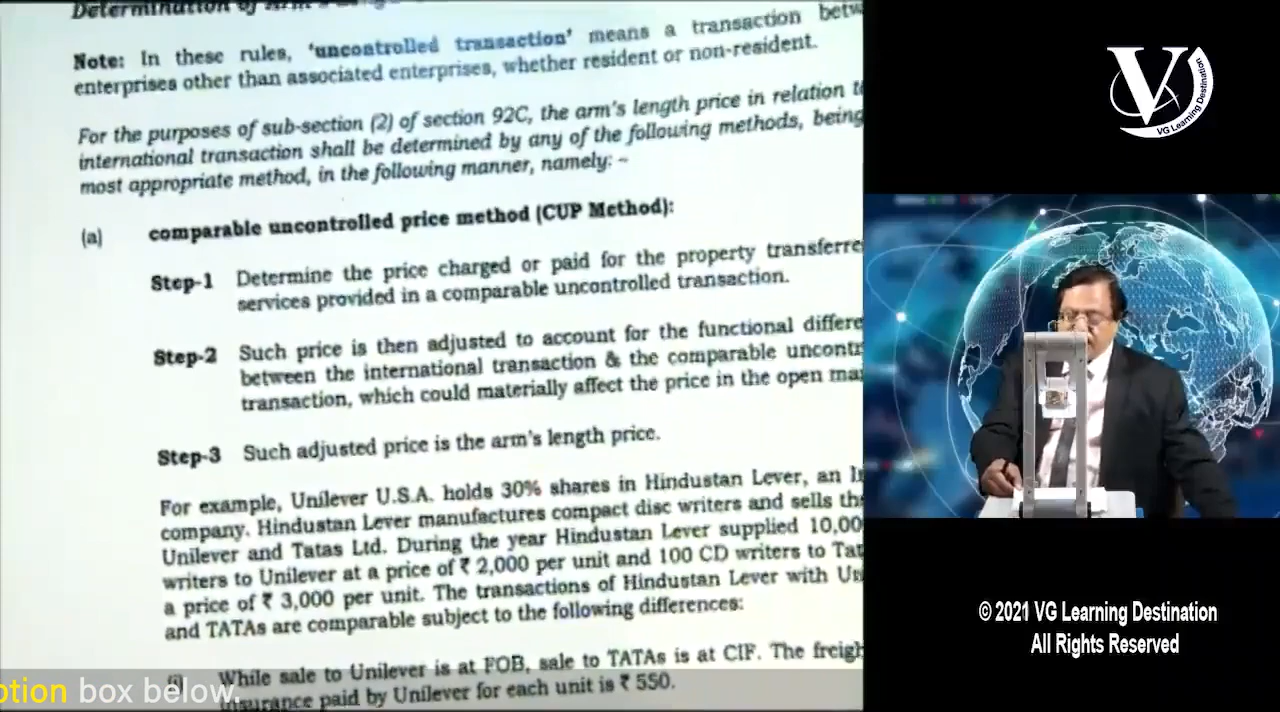 Determination of Arm's
Note: In these rules, 'uncontrolled transaction' means a transaction betw
enterprises other than associated enterprises, whether resident or non-resident.
For the purposes of sub-section (2) of section 92C, the arm's length price in relation t
international transaction shall be determined by any of the following methods, being
most appropriate method, in the following manner, namely: –
(a) comparable uncontrolled price method (CUP Method):
Step-1 Determine the price charged or paid for the property transferre
services provided in a comparable uncontrolled transaction.
Step-2 Such price is then adjusted to account for the functional differe
between the international transaction & the comparable uncontr
transaction, which could materially affect the price in the open ma
Step-3 Such adjusted price is the arm's length price.
For example, Unilever U.S.A. holds 30% shares in Hindustan Lever, an I
company. Hindustan Lever manufactures compact disc writers and sells th
Unilever and Tatas Ltd. During the year Hindustan Lever supplied 10,00
writers to Unilever at a price of ₹ 2,000 per unit and 100 CD writers to Tat
a price of ₹ 3,000 per unit. The transactions of Hindustan Lever with Un
and TATAs are comparable subject to the following differences:
(i) While sale to Unilever is at FOB, sale to TATAs is at CIF. The freigh
insurance paid by Unilever for each unit is ₹ 550.
ption box below.
V
VG Learning Destination
© 2021 VG Learning Destination
All Rights Reserved